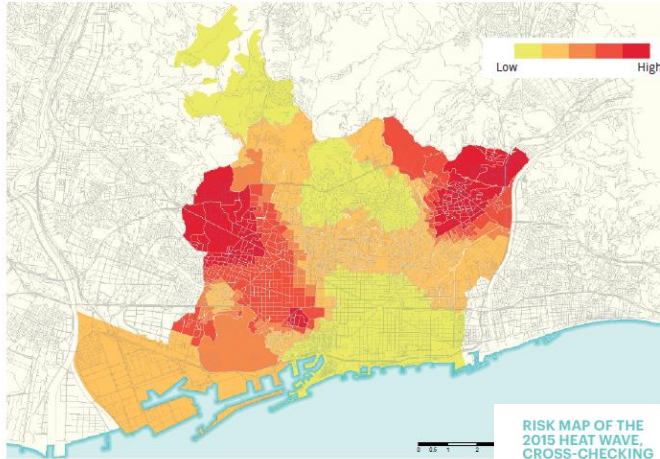 Low High
0 0.5 1 2
RISK MAP OF THE
2015 HEAT WAVE,
CROSS-CHECKING